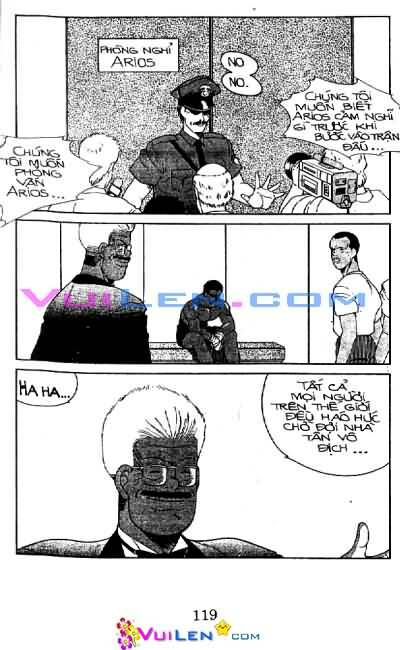 PHÒNG NGHỈ
ARIOS
NO
NO.
CHÚNG TÔI
MUỐN BIẾT
ARIOS CẢM NGHĨ
GÌ TRƯỚC KHI
BƯỚC VÀO TRẬN
ĐẤU...
CHÚNG
TÔI MUỐN
PHỎNG
VẤN
ARIOS...
VUILEN.COM
HA HA...
TẤT CẢ
MỌI NGƯỜI
TRÊN THẾ GIỚI
ĐỀU HÁO HỨC
CHỜ ĐỢI NHÀ
TÂN VÔ
ĐỊCH...
119
VUILEN.COM